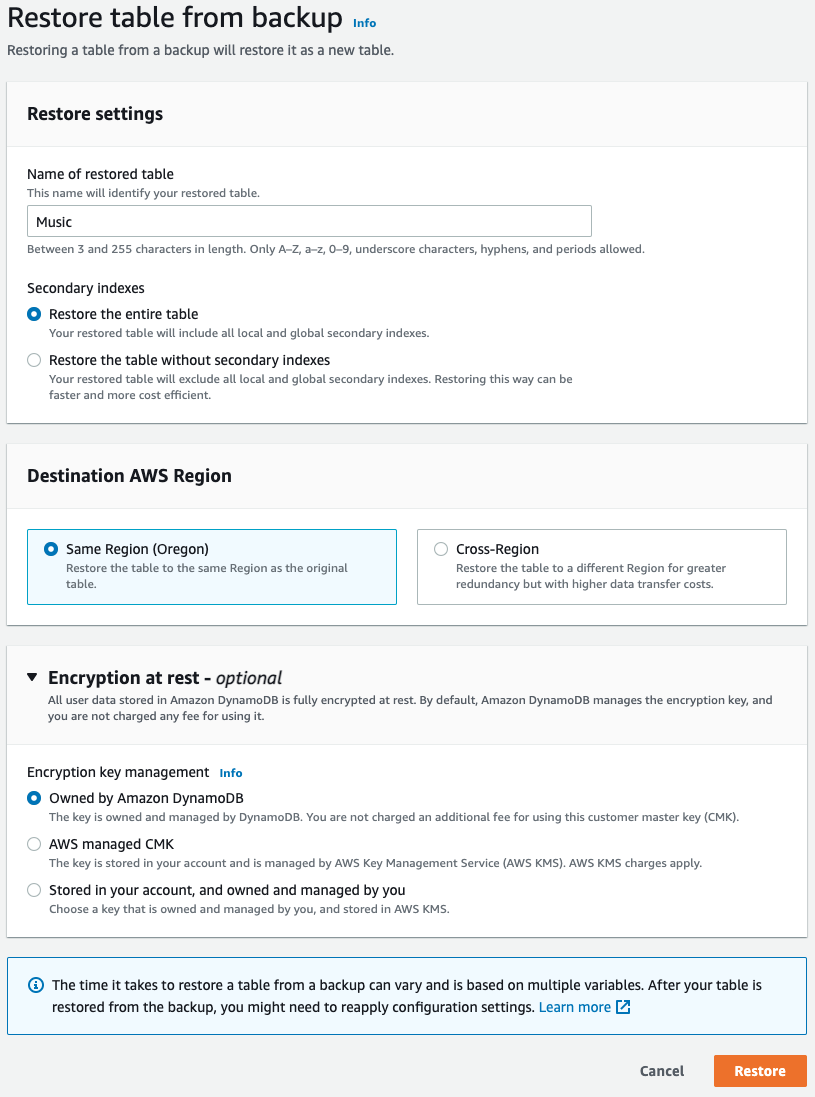 Restore table from backup Info
Restoring a table from a backup will restore it as a new table.
Restore settings
Name of restored table
This name will identify your restored table.
Music
Between 3 and 255 characters in length. Only A–Z, a–z, 0–9, underscore characters, hyphens, and periods allowed.
Secondary indexes
Restore the entire table
Your restored table will include all local and global secondary indexes.
Restore the table without secondary indexes
Your restored table will exclude all local and global secondary indexes. Restoring this way can be
faster and more cost efficient.
Destination AWS Region
Same Region (Oregon)
Restore the table to the same Region as the original
table.
Cross-Region
Restore the table to a different Region for greater
redundancy but with higher data transfer costs.
Encryption at rest - optional
All user data stored in Amazon DynamoDB is fully encrypted at rest. By default, Amazon DynamoDB manages the encryption key, and
you are not charged any fee for using it.
Encryption key management Info
Owned by Amazon DynamoDB
The key is owned and managed by DynamoDB. You are not charged an additional fee for using this customer master key (CMK).
AWS managed CMK
The key is stored in your account and is managed by AWS Key Management Service (AWS KMS). AWS KMS charges apply.
Stored in your account, and owned and managed by you
Choose a key that is owned and managed by you, and stored in AWS KMS.
The time it takes to restore a table from a backup can vary and is based on multiple variables. After your table is
restored from the backup, you might need to reapply configuration settings. Learn more
Cancel Restore